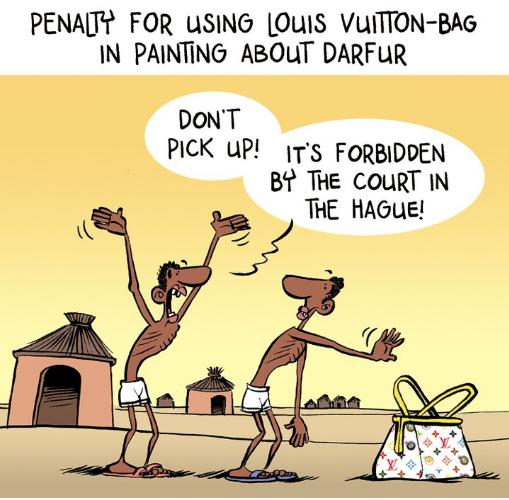 PENALTY FOR USING LOUIS VUITTON-BAG
IN PAINTING ABOUT DARFUR
DON'T
PICK UP!
IT'S FORBIDDEN
BY THE COURT IN
THE HAGUE!